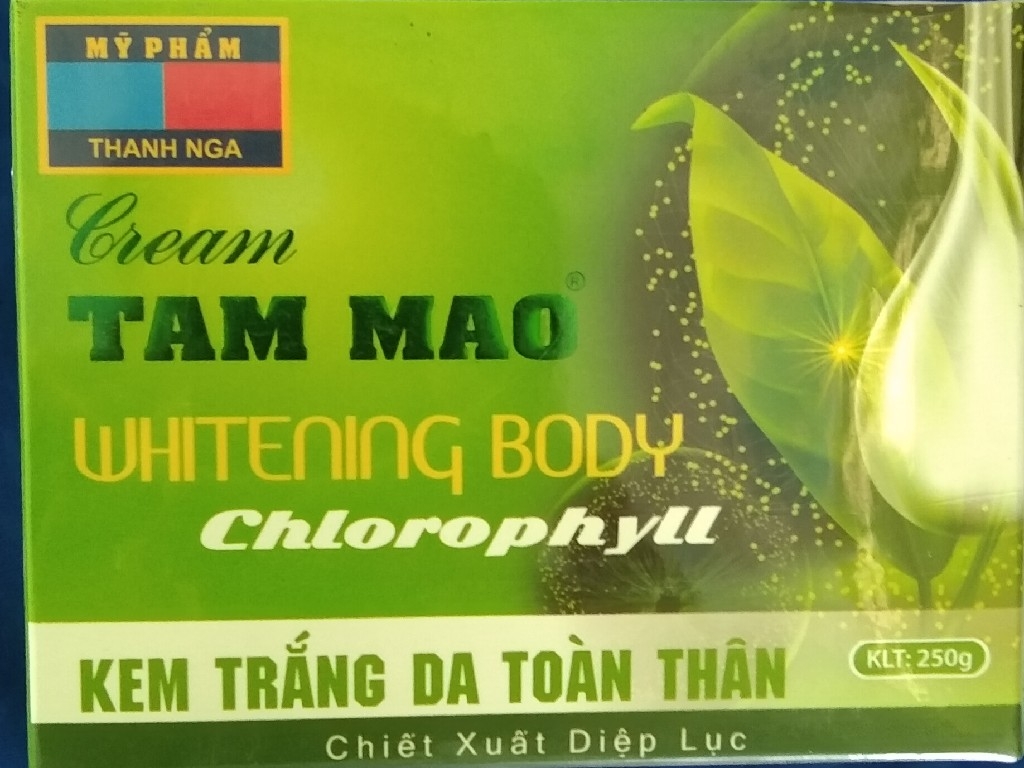 MỸ PHẨM
THANH NGA
Cream
TAM MAO®
WHITENING BODY
Chlorophyll
KEM TRẮNG DA TOÀN THÂN
KLT: 250g
Chiết Xuất Diệp Lục